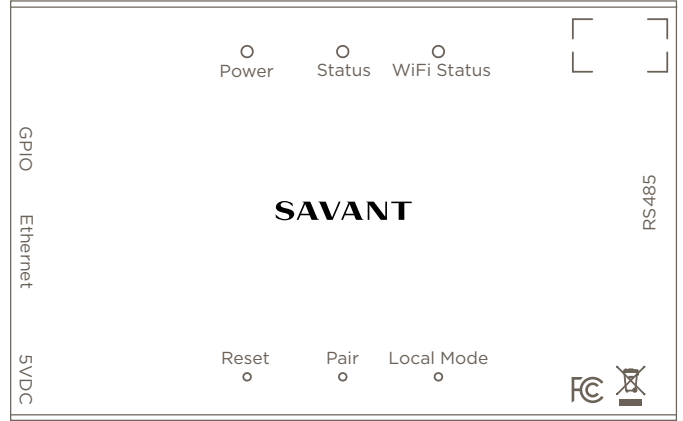 Power Status WiFi Status
GPIO
RS485
SAVANT
Ethernet
Reset Pair Local Mode
5VDC
FC